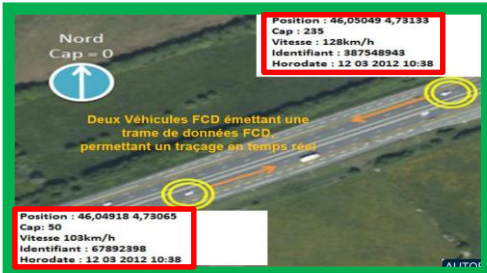 Position : 46,05049 4,73133
Cap : 235
Vitesse : 128km/h
Identifiant : 387548943
Horodate : 12 03 2012 10:38
Nord
Cap = 0
Deux Véhicules FCD émettant une
trame de données FCD,
permettant un traçage en temps réel
Position : 46,04918 4,73065
Cap: 50
Vitesse 103km/h
Identifiant : 67892398
Horodate : 12 03 2012 10:38